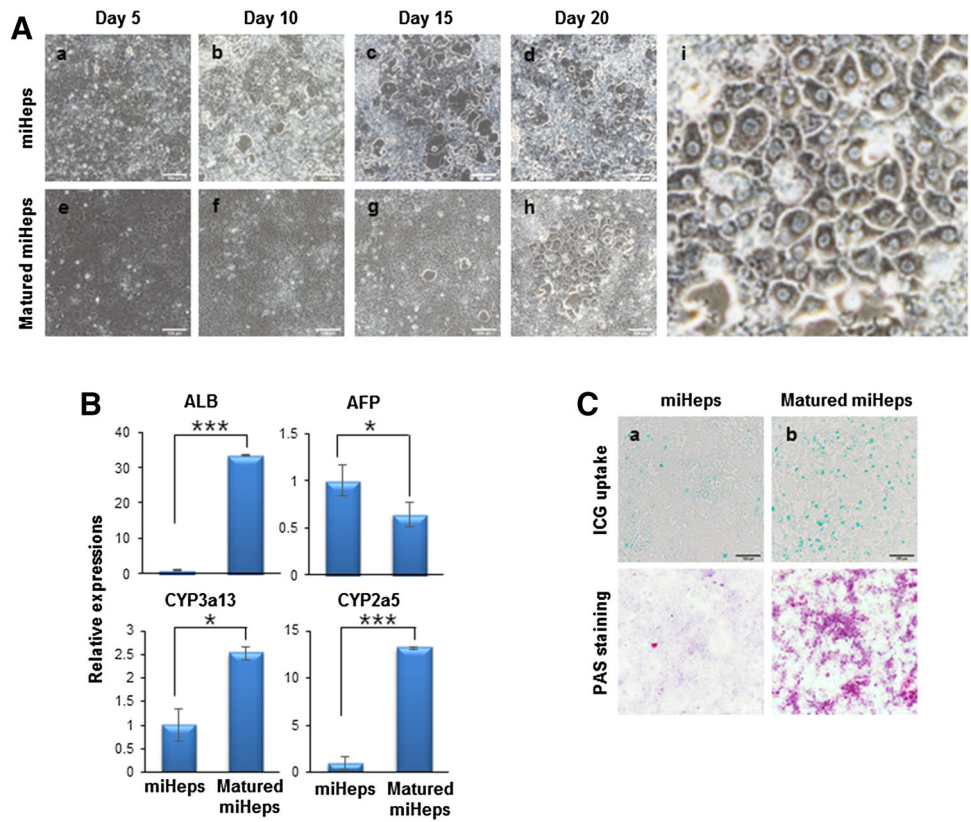 A
Day 5 Day 10 Day 15 Day 20
miHeps
a b c d i
Matured miHeps
e f g h
B
Relative expressions
ALB
40
30
20
10
0
***
AFP
1.5
1
0.5
0
*
CYP3a13
3
2.5
2
1.5
1
0.5
0
*
miHeps Matured
miHeps
CYP2a5
15
10
5
0
***
miHeps Matured
miHeps
C
miHeps Matured miHeps
ICG uptake
a b
PAS staining